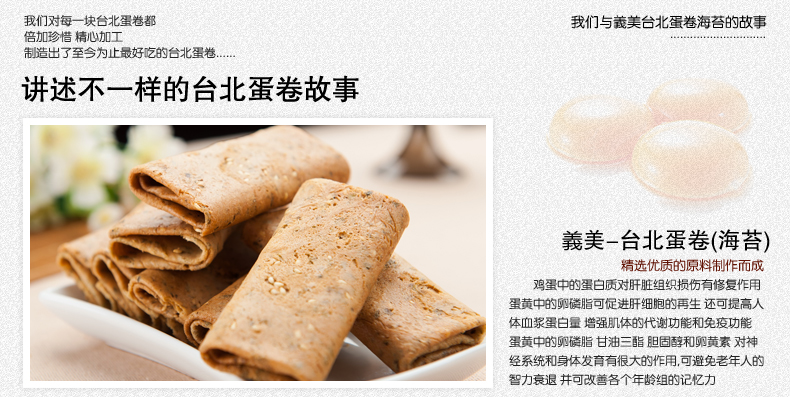 我们对每一块台北蛋卷都
倍加珍惜 精心加工
制造出了至今为止最好吃的台北蛋卷......
讲述不一样的台北蛋卷故事
我们与義美台北蛋卷海苔的故事
義美-台北蛋卷(海苔)
精选优质的原料制作而成
鸡蛋中的蛋白质对肝脏组织损伤有修复作用
蛋黄中的卵磷脂可促进肝细胞的再生 还可提高人
体血浆蛋白量 增强肌体的代谢功能和免疫功能
蛋黄中的卵磷脂 甘油三酯 胆固醇和卵黄素 对神
经系统和身体发育有很大的作用,可避免老年人的
智力衰退 并可改善各个年龄组的记忆力